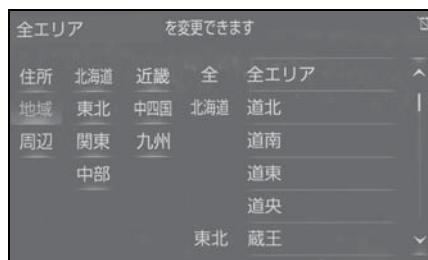 全エリア を変更できます
住所 北海道 近畿 全 全エリア
地域 東北 中四国 北海道 道北
周辺 関東 九州 道南
中部 道東
道央
東北 蔵王